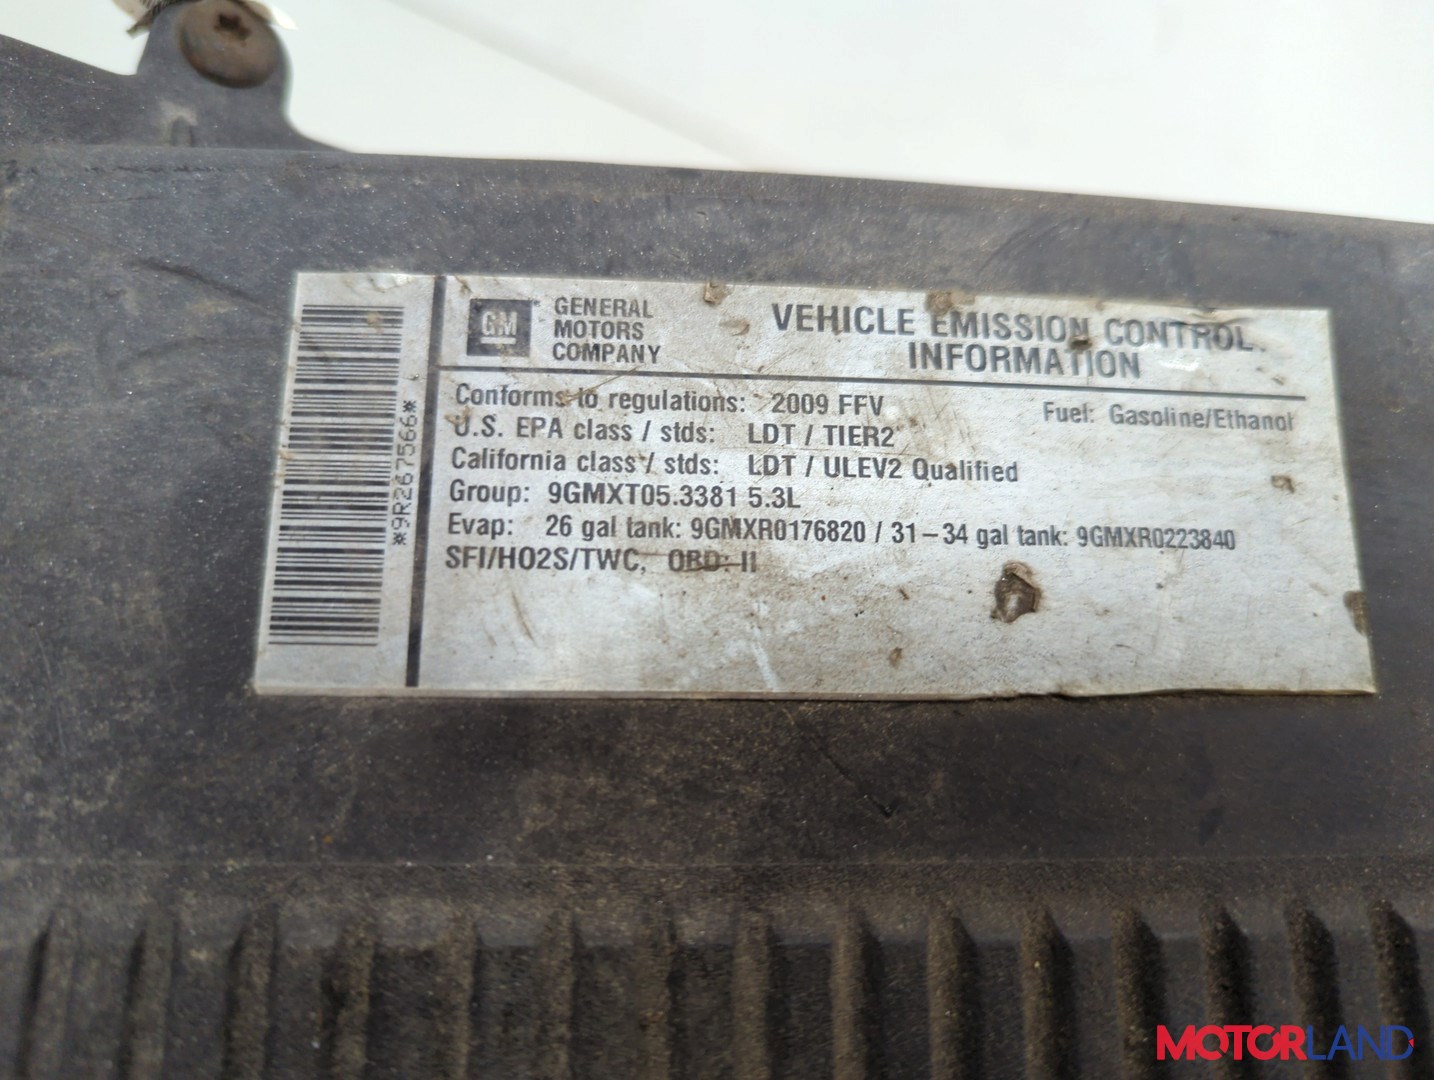 GM
GENERAL
MOTORS
COMPANY
VEHICLE EMISSION CONTROL
INFORMATION
Conforms to regulations: 2009 FFV
Fuel: Gasoline/Ethanol
U.S. EPA class / stds: LDT / TIER2
California class / stds: LDT / ULEV2 Qualified
Group: 9GMXT05.3381 5.3L
Evap: 26 gal tank: 9GMXR0176820 / 31-34 gal tank: 9GMXR0223840
SFI/HO2S/TWC, OBD: II
*9R2675666*
MOTORLAND